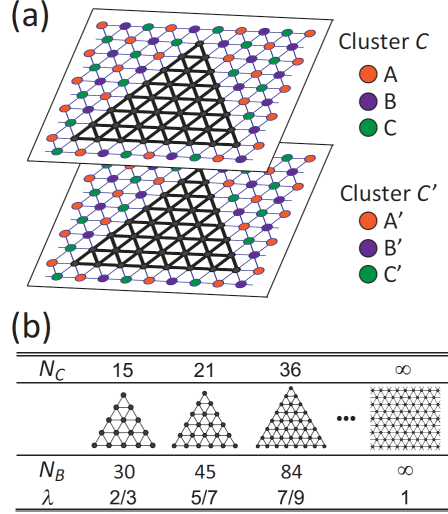 (a)
Cluster C
A
B
C
Cluster C’
A’
B’
C’
(b)
N_C 15 21 36 ∞
•••
N_B 30 45 84 ∞
λ 2/3 5/7 7/9 1